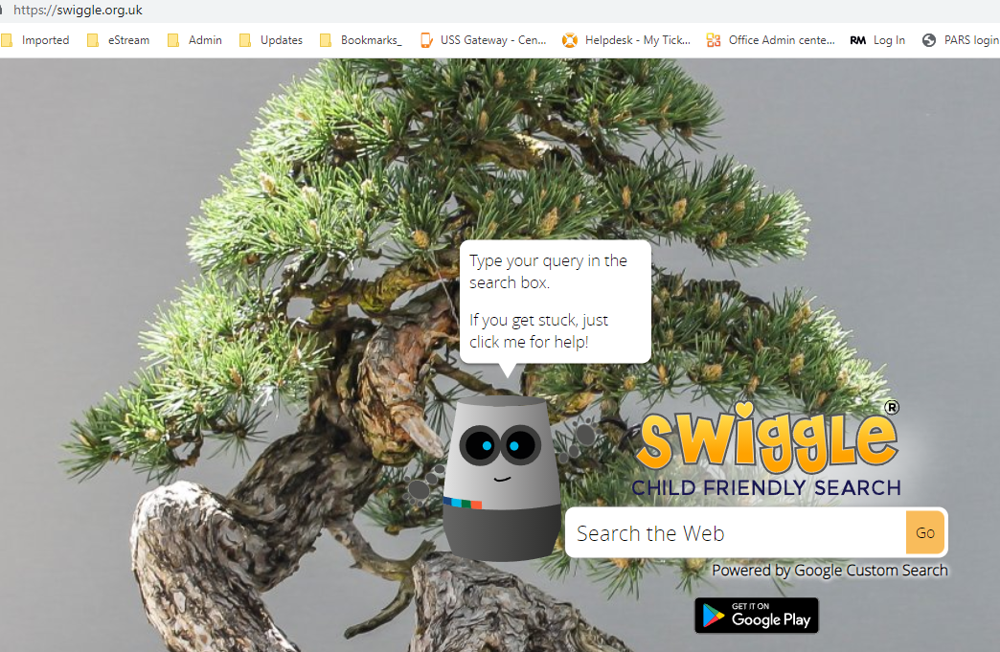 https://swiggle.org.uk
Imported eStream Admin Updates Bookmarks_ USS Gateway - Cen... Helpdesk - My Tick... Office Admin cente... RM Log In PARS login
Type your query in the
search box.
If you get stuck, just
click me for help!
swiggle®
CHILD FRIENDLY SEARCH
Search the Web Go
Powered by Google Custom Search
GET IT ON
Google Play